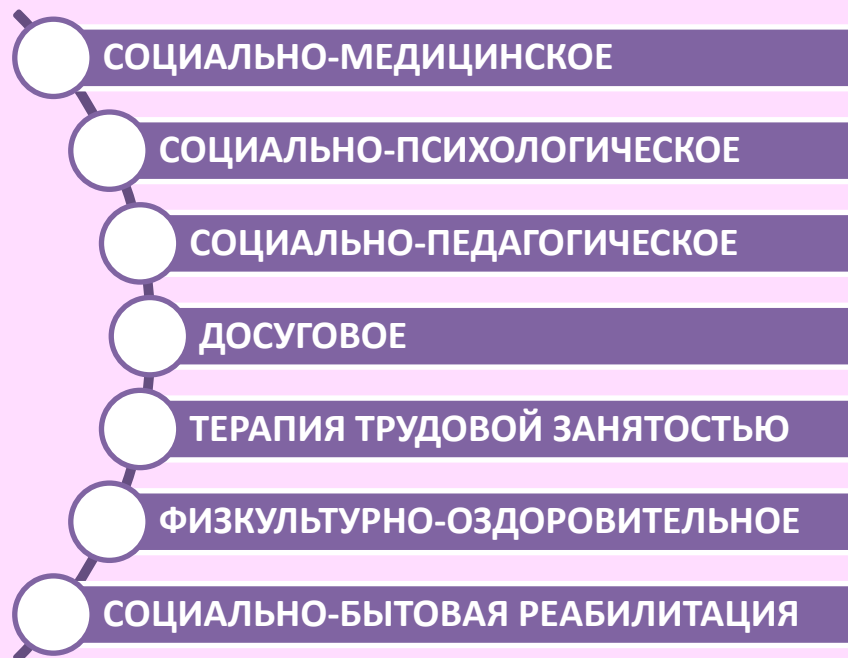 СОЦИАЛЬНО-МЕДИЦИНСКОЕ
СОЦИАЛЬНО-ПСИХОЛОГИЧЕСКОЕ
СОЦИАЛЬНО-ПЕДАГОГИЧЕСКОЕ
ДОСУГОВОЕ
ТЕРАПИЯ ТРУДОВОЙ ЗАНЯТОСТЬЮ
ФИЗКУЛЬТУРНО-ОЗДОРОВИТЕЛЬНОЕ
СОЦИАЛЬНО-БЫТОВАЯ РЕАБИЛИТАЦИЯ